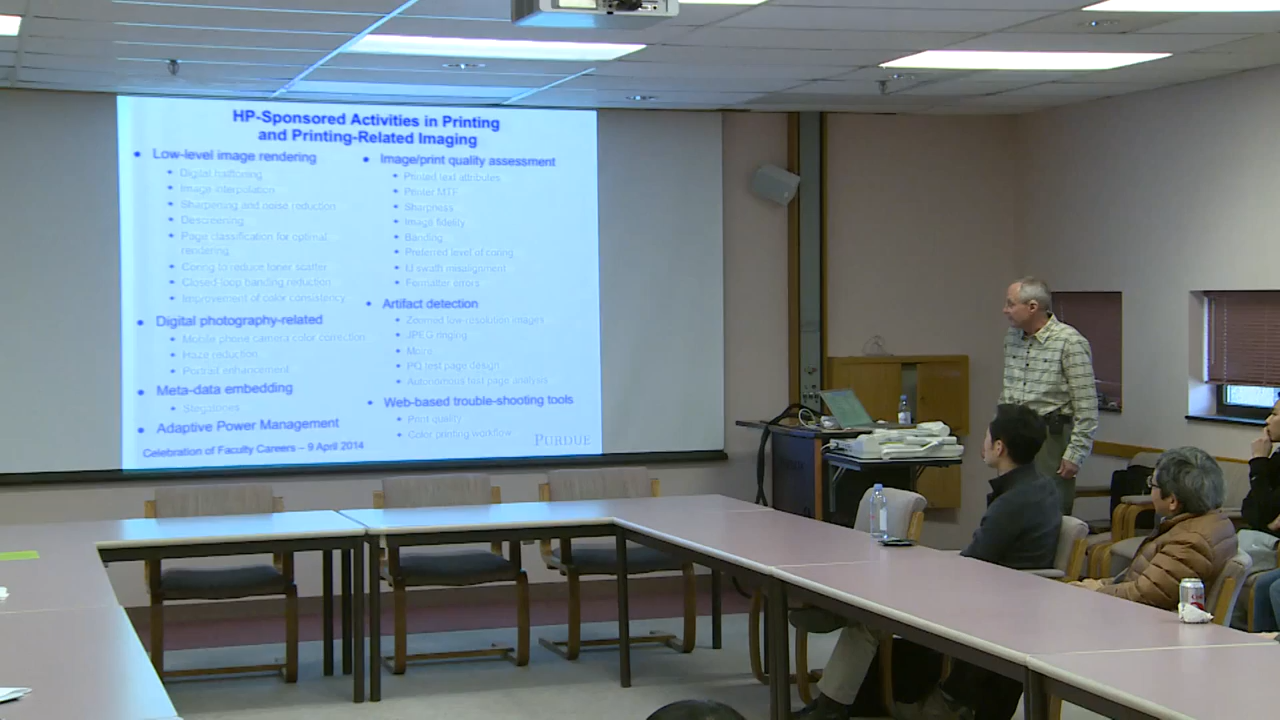 HP-Sponsored Activities in Printing
and Printing-Related Imaging
• Low-level image rendering
• Digital halftoning
• Image interpolation
• Sharpening and noise reduction
• Descreening
• Page classification for optimal
rendering
• Coring to reduce toner scatter
• Closed-loop banding reduction
• Improvement of color consistency
• Digital photography-related
• Mobile phone camera color correction
• Haze reduction
• Portrait enhancement
• Meta-data embedding
• Stegatones
• Adaptive Power Management
• Image/print quality assessment
• Printed text attributes
• Printer MTF
• Sharpness
• Image fidelity
• Banding
• Preferred level of coring
• IJ swath misalignment
• Formatter errors
• Artifact detection
• Zoomed low-resolution images
• JPEG ringing
• Moire
• PQ test page design
• Autonomous test page analysis
• Web-based trouble-shooting tools
• Print quality
• Color printing workflow
Celebration of Faculty Careers – 9 April 2014
PURDUE